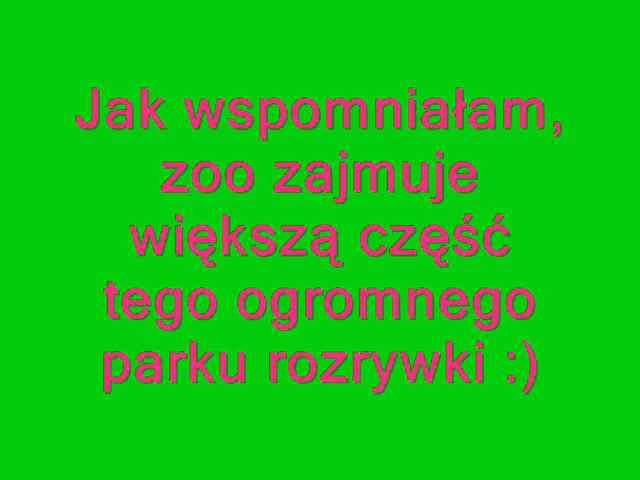 Jak wspomniałam,
zoo zajmuje
większą część
tego ogromnego
parku rozrywki :)